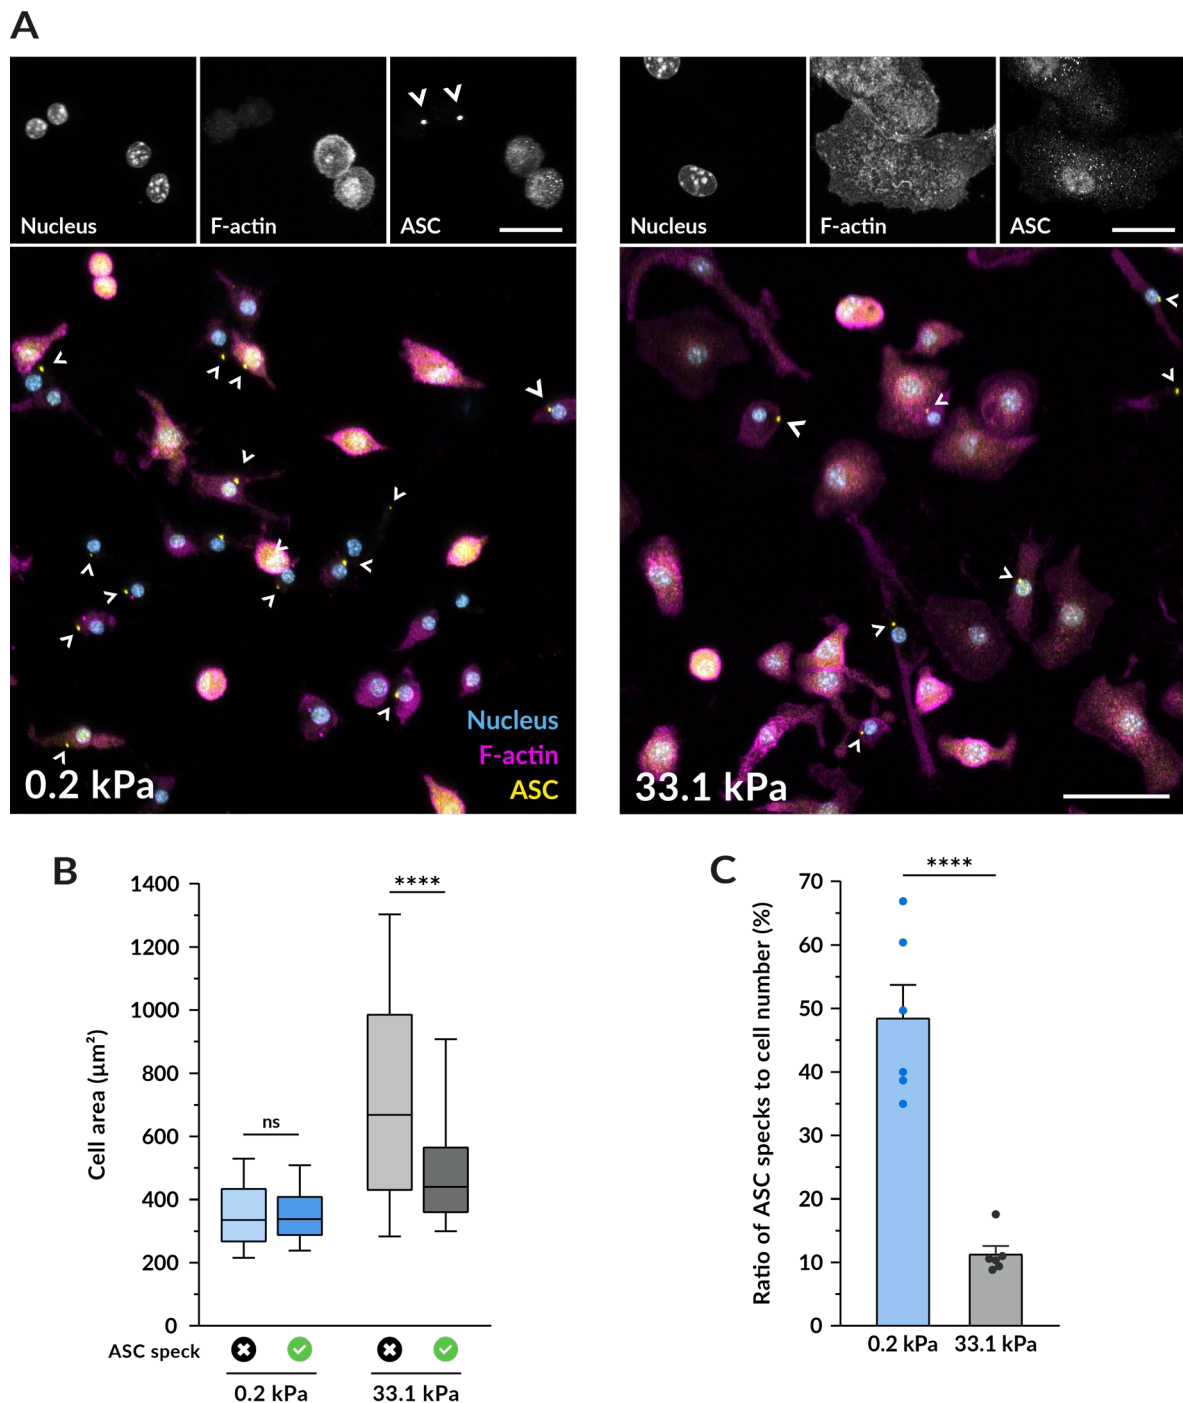 A
Nucleus
F-actin
ASC
Nucleus
F-actin
ASC
Nucleus
F-actin
ASC
0.2 kPa
33.1 kPa
B
Cell area (µm²)
1400
1200
1000
800
600
400
200
0
ns
****
ASC speck
0.2 kPa
33.1 kPa
C
Ratio of ASC specks to cell number (%)
70
60
50
40
30
20
10
0
****
0.2 kPa
33.1 kPa